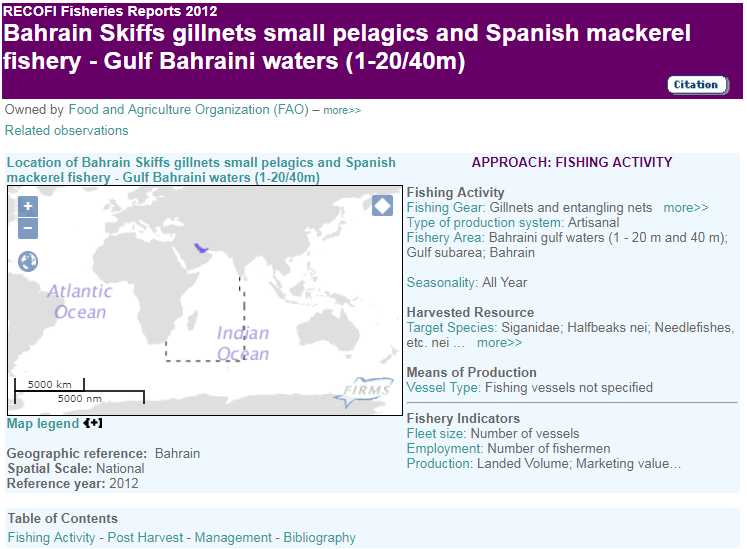 RECOFI Fisheries Reports 2012
Bahrain Skiffs gillnets small pelagics and Spanish mackerel
fishery - Gulf Bahraini waters (1-20/40m)
Citation
Owned by Food and Agriculture Organization (FAO) – more>>
Related observations
Location of Bahrain Skiffs gillnets small pelagics and Spanish
mackerel fishery - Gulf Bahraini waters (1-20/40m)
+
−
Atlantic
Ocean
Indian
Ocean
5000 km
5000 nm
FIRMS
Map legend [+]
Geographic reference: Bahrain
Spatial Scale: National
Reference year: 2012
APPROACH: FISHING ACTIVITY
Fishing Activity
Fishing Gear: Gillnets and entangling nets more>>
Type of production system: Artisanal
Fishery Area: Bahraini gulf waters (1 - 20 m and 40 m);
Gulf subarea; Bahrain
Seasonality: All Year
Harvested Resource
Target Species: Siganidae; Halfbeaks nei; Needlefishes,
etc. nei ... more>>
Means of Production
Vessel Type: Fishing vessels not specified
Fishery Indicators
Fleet size: Number of vessels
Employment: Number of fishermen
Production: Landed Volume; Marketing value…
Table of Contents
Fishing Activity - Post Harvest - Management - Bibliography